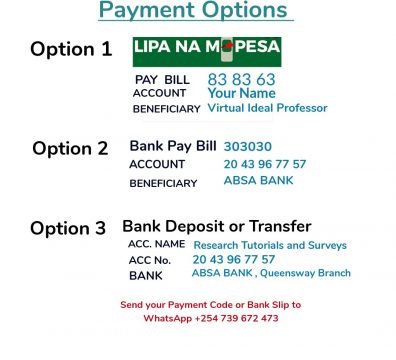 Payment Options
Option 1
LIPA NA M PESA
PAY BILL 83 83 63
ACCOUNT Your Name
BENEFICIARY Virtual Ideal Professor
Option 2
Bank Pay Bill 303030
ACCOUNT 20 43 96 77 57
BENEFICIARY ABSA BANK
Option 3
Bank Deposit or Transfer
ACC. NAME Research Tutorials and Surveys
ACC No. 20 43 96 77 57
BANK ABSA BANK , Queensway Branch
Send your Payment Code or Bank Slip to
WhatsApp +254 739 672 473